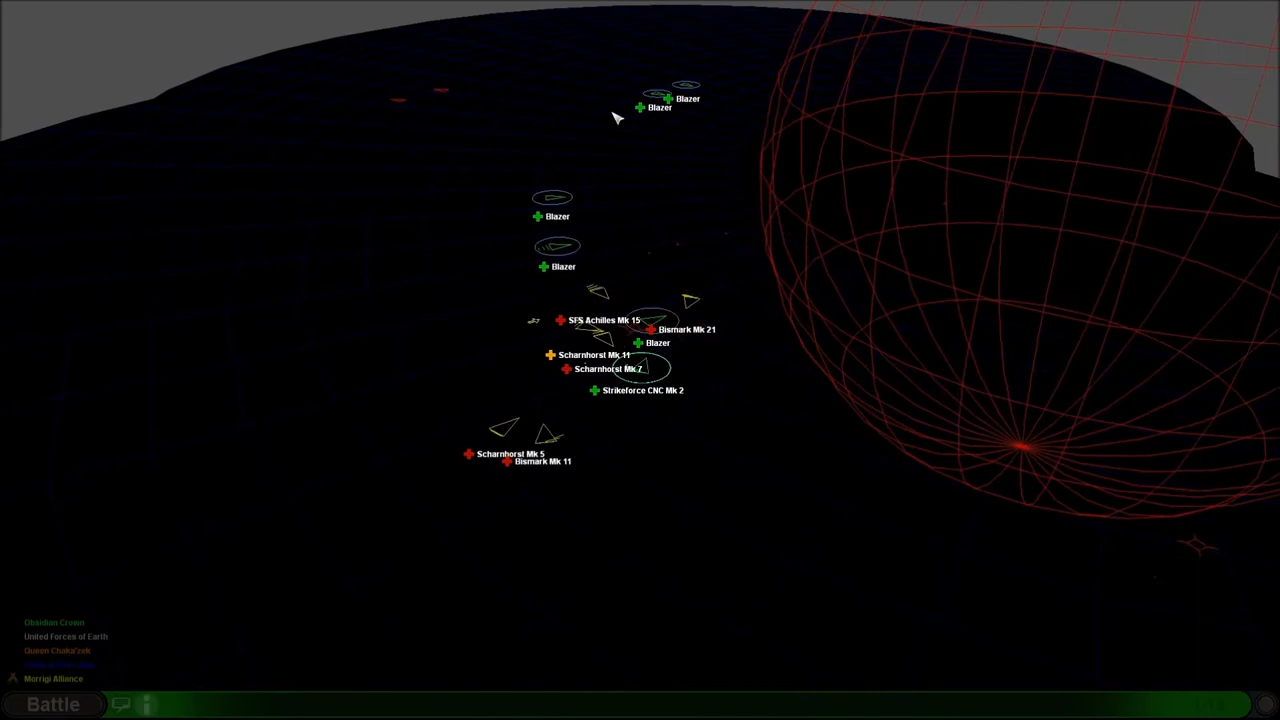 Blazer
Blazer
Blazer
Blazer
SFS Achilles Mk 15
Bismark Mk 21
Blazer
Scharnhorst Mk 11
Scharnhorst Mk 7
Strikeforce CNC Mk 2
Scharnhorst Mk 5
Bismark Mk 11
Obsidian Crown
United Forces of Earth
Queen Chaka'zek
Morrigi Alliance
Battle